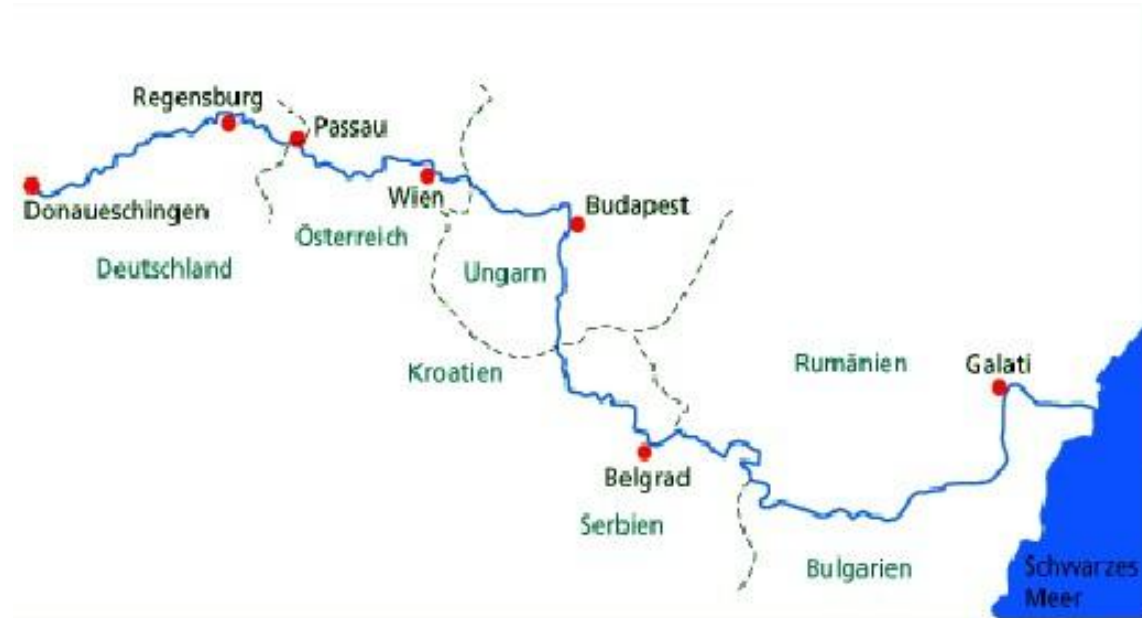 Regensburg
Passau
Wien
Donaueschingen
Budapest
Österreich
Deutschland
Ungarn
Kroatien
Rumänien
Galati
Belgrad
Serbien
Bulgarien
Schwarzes
Meer